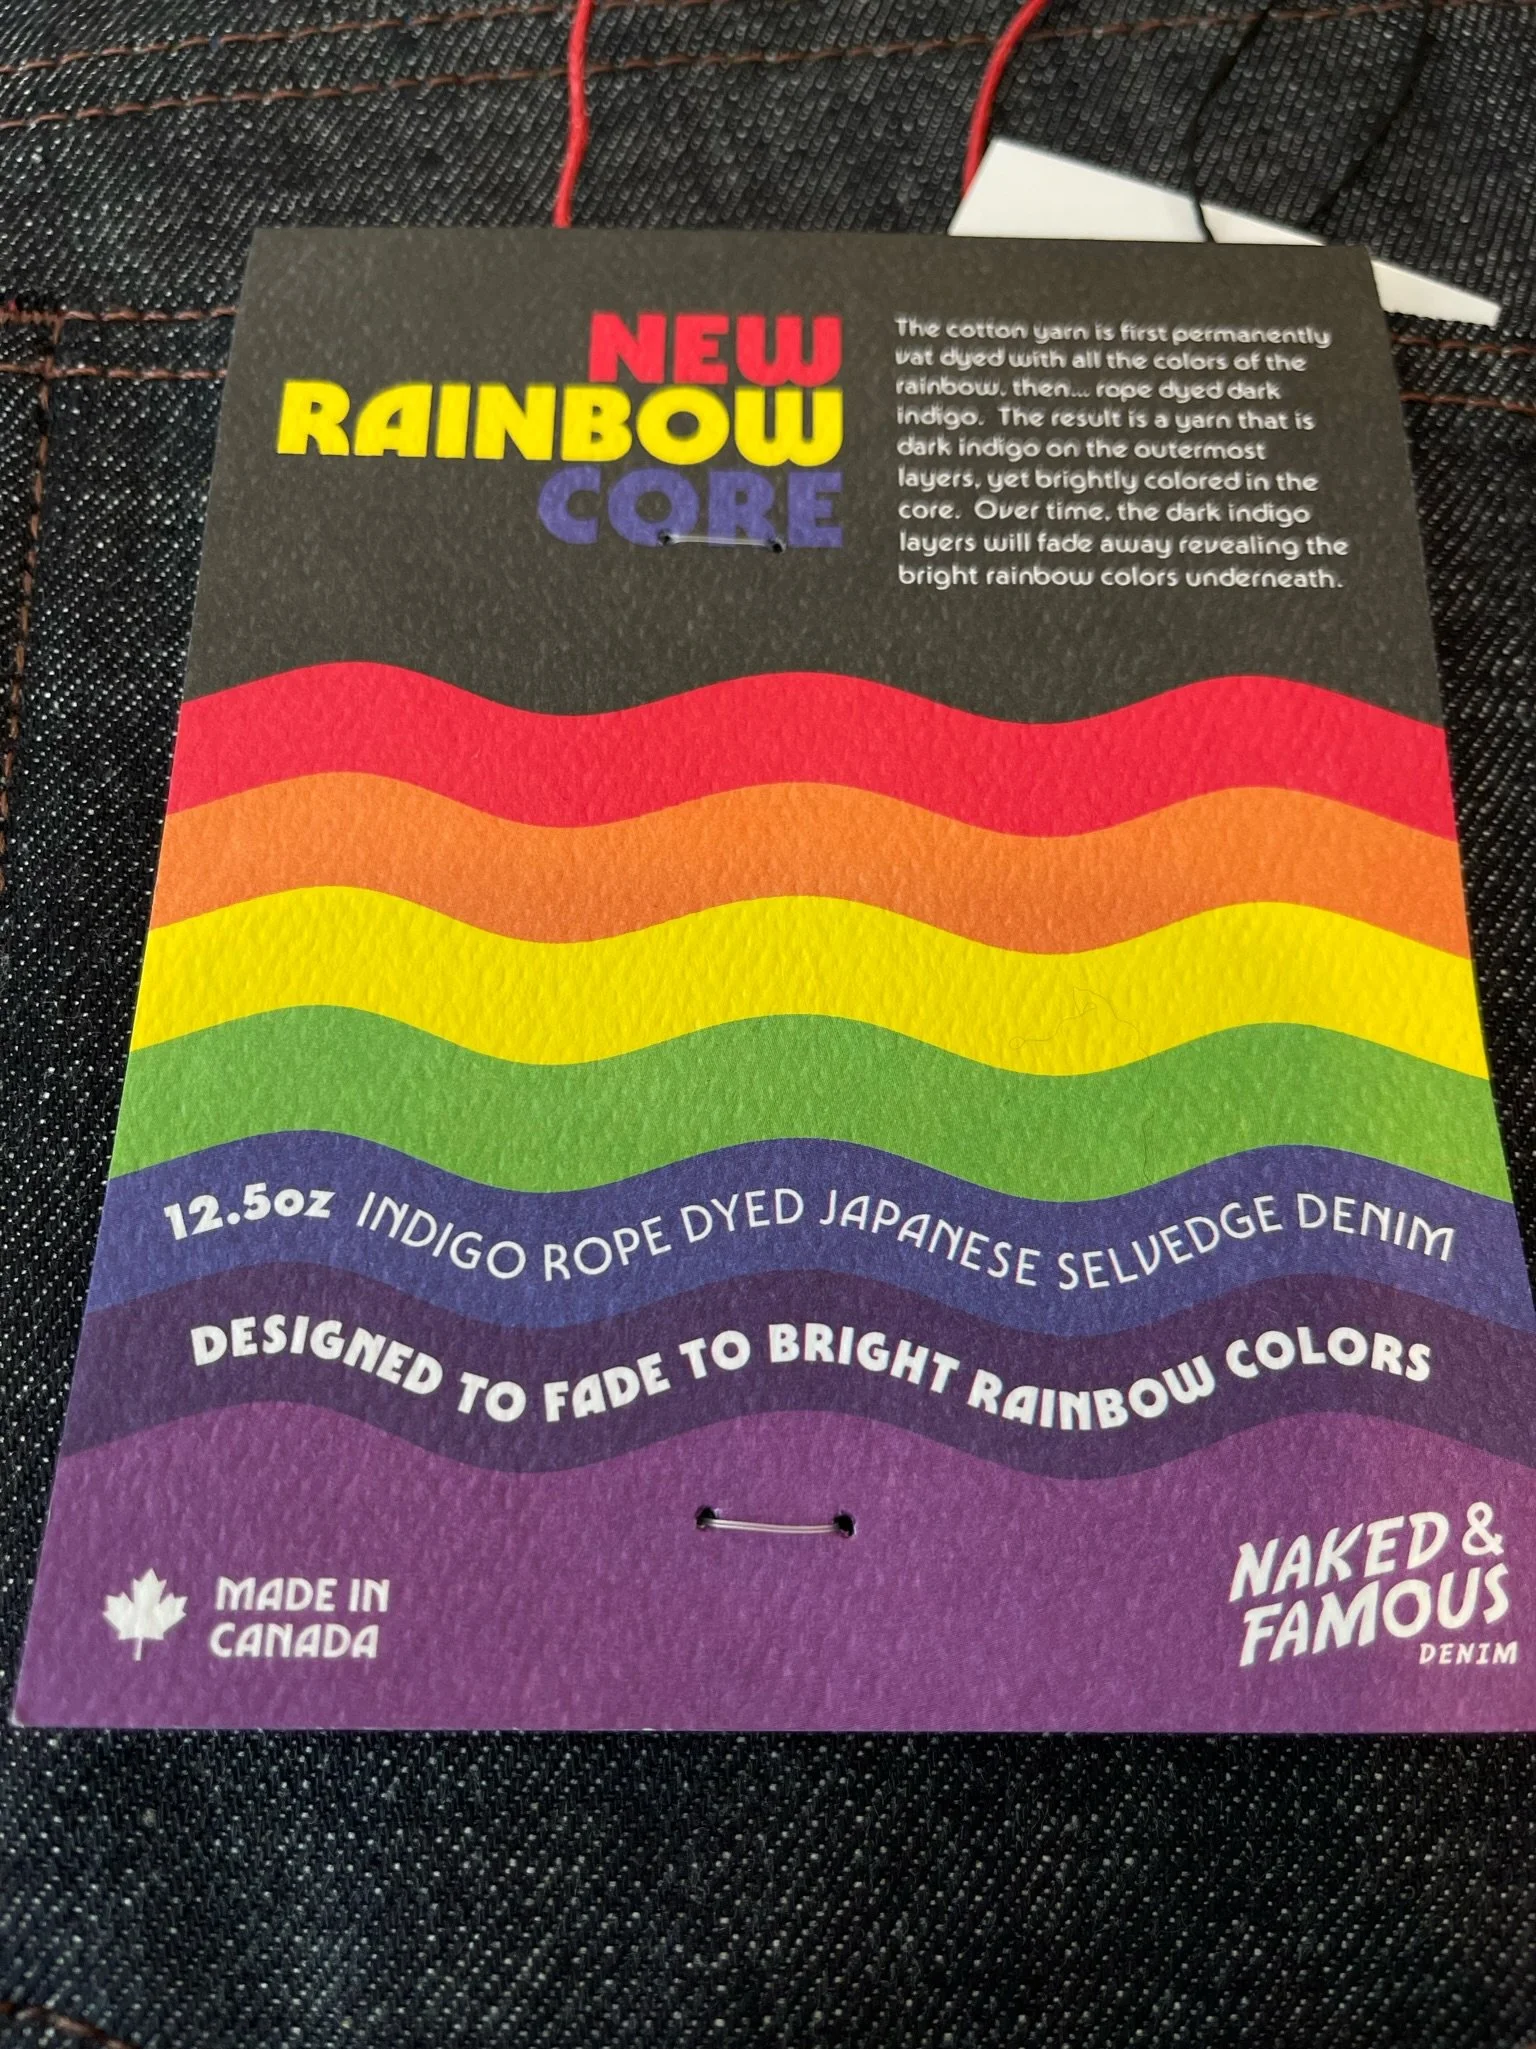 NEW
RAINBOW
CORE
The cotton yarn is first permanently
vat dyed with all the colors of the
rainbow, then... rope dyed dark
indigo. The result is a yarn that is
dark indigo on the outermost
layers, yet brightly colored in the
core. Over time, the dark indigo
layers will fade away revealing the
bright rainbow colors underneath.
12.5oz INDIGO ROPE DYED JAPANESE SELVEDGE DENIM
DESIGNED TO FADE TO BRIGHT RAINBOW COLORS
MADE IN
CANADA
NAKED &
FAMOUS
DENIM